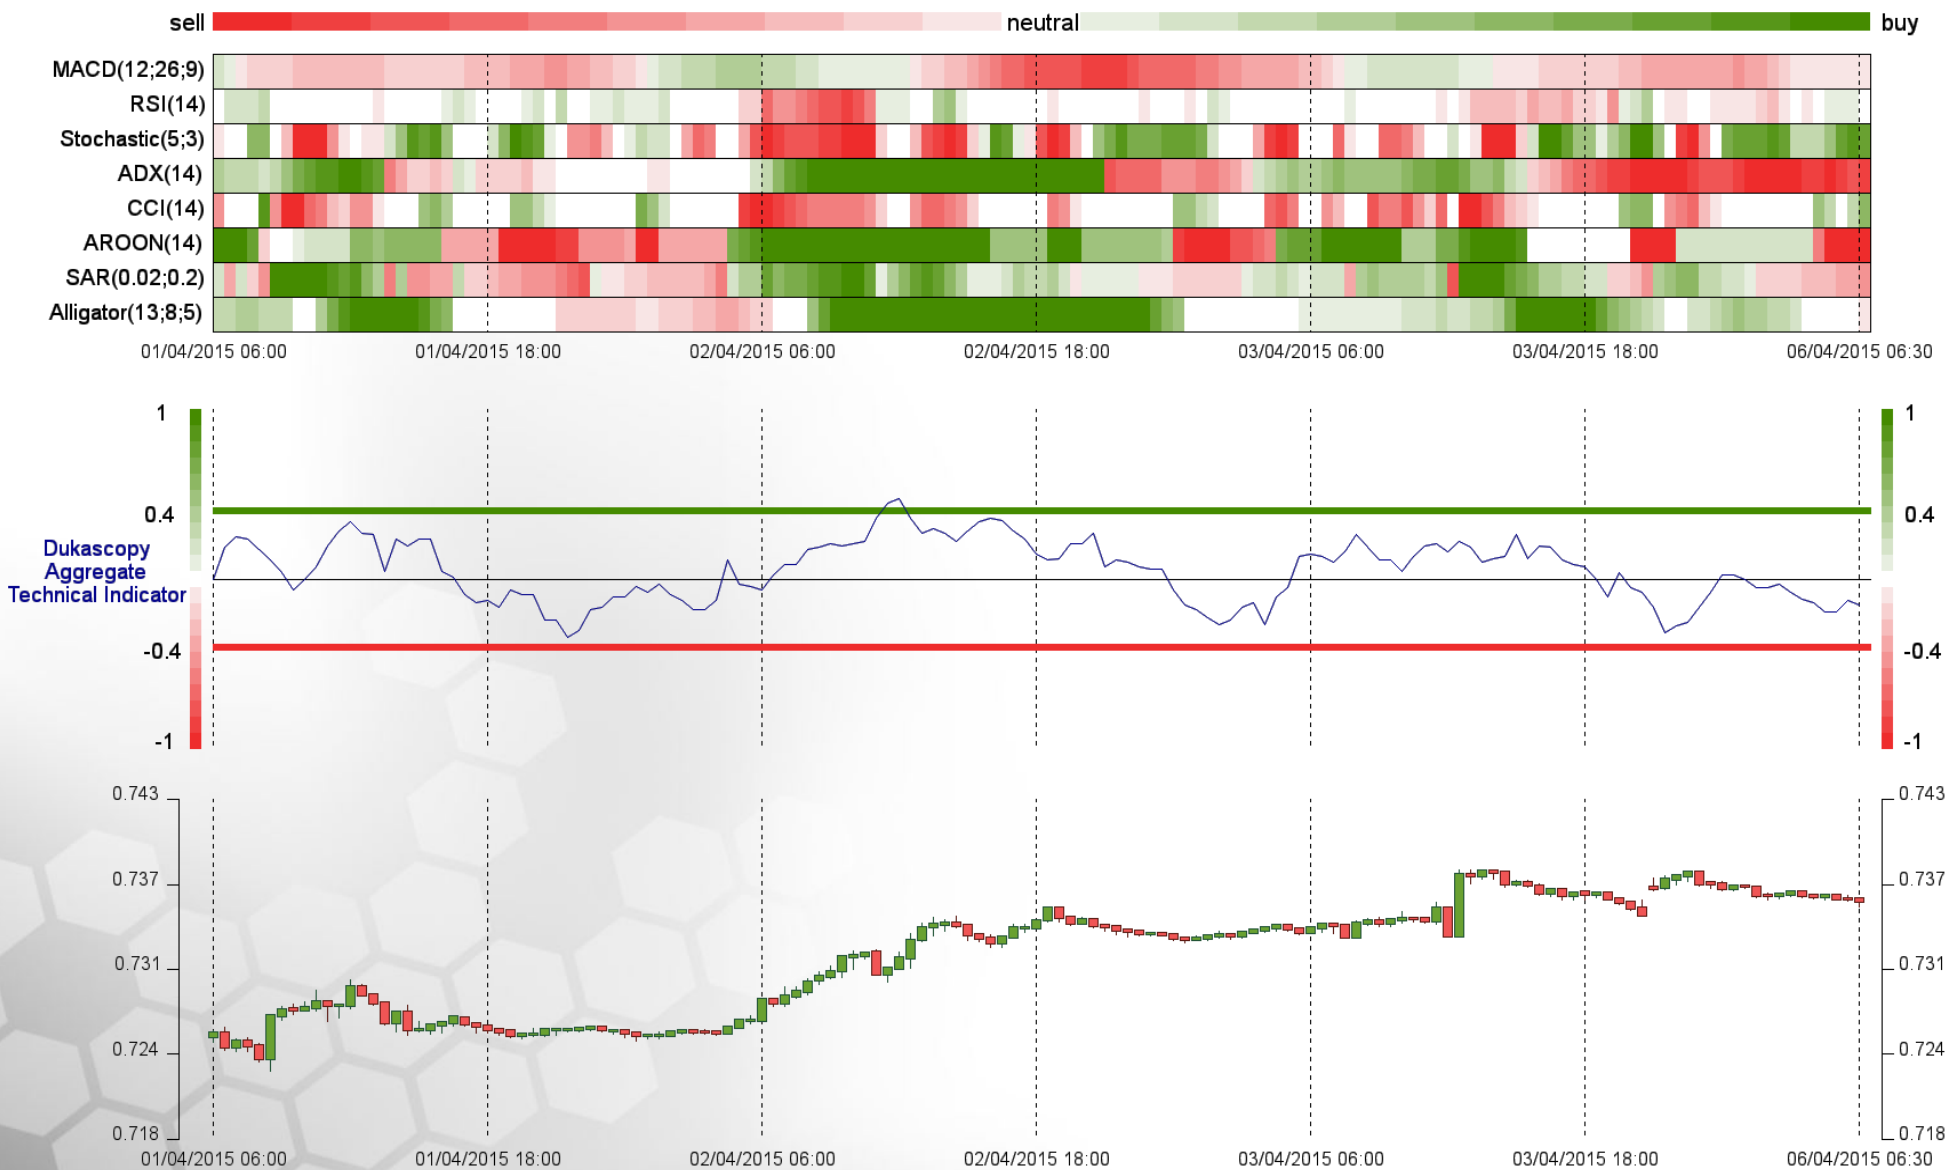 sell neutral buy
MACD(12;26;9)
RSI(14)
Stochastic(5;3)
ADX(14)
CCI(14)
AROON(14)
SAR(0.02;0.2)
Alligator(13;8;5)
01/04/2015 06:00 01/04/2015 18:00 02/04/2015 06:00 02/04/2015 18:00 03/04/2015 06:00 03/04/2015 18:00 06/04/2015 06:30
1 1
0.4 0.4
Dukascopy
Aggregate
Technical Indicator
-0.4 -0.4
-1 -1
0.743 0.743
0.737 0.737
0.731 0.731
0.724 0.724
0.718 0.718
01/04/2015 06:00 01/04/2015 18:00 02/04/2015 06:00 02/04/2015 18:00 03/04/2015 06:00 03/04/2015 18:00 06/04/2015 06:30